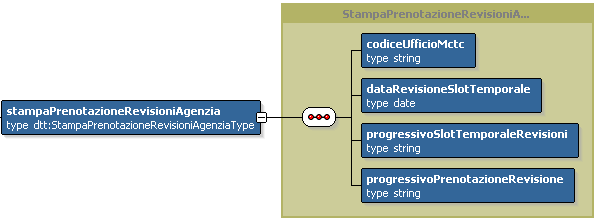 StampaPrenotazioneRevisioniA...
codiceUfficioMctc
type string
dataRevisioneSlotTemporale
type date
stampaPrenotazioneRevisioniAgenzia
type dtt:StampaPrenotazioneRevisioniAgenziaType
progressivoSlotTemporaleRevisioni
type string
progressivoPrenotazioneRevisione
type string